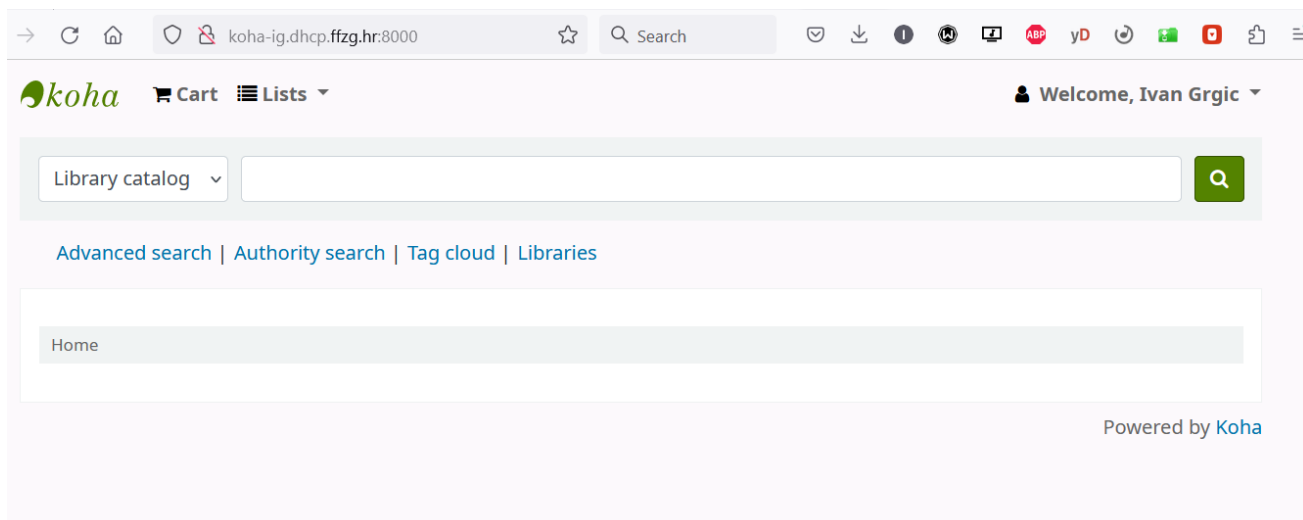 koha-ig.dhcp.ffzg.hr:8000 Search ABP yD
koha Cart Lists Welcome, Ivan Grgic
Library catalog
Advanced search | Authority search | Tag cloud | Libraries
Home
Powered by Koha